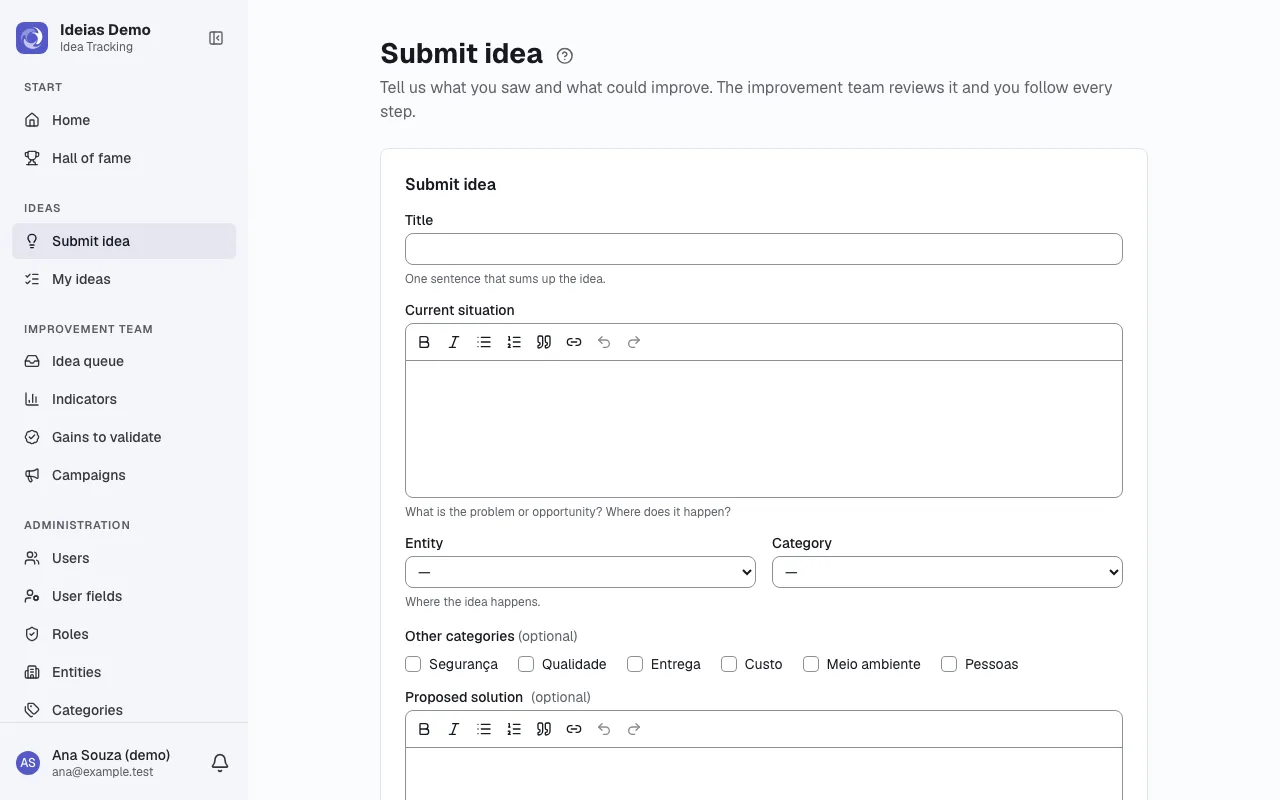 Ideias Demo
Idea Tracking
START
Home
Hall of fame
IDEAS
Submit idea
My ideas
IMPROVEMENT TEAM
Idea queue
Indicators
Gains to validate
Campaigns
ADMINISTRATION
Users
User fields
Roles
Entities
Categories
AS
Ana Souza (demo)
ana@example.test
Submit idea
Tell us what you saw and what could improve. The improvement team reviews it and you follow every
step.
Submit idea
Title
One sentence that sums up the idea.
Current situation
What is the problem or opportunity? Where does it happen?
Entity
Category
—
—
Where the idea happens.
Other categories (optional)
Segurança
Qualidade
Entrega
Custo
Meio ambiente
Pessoas
Proposed solution (optional)